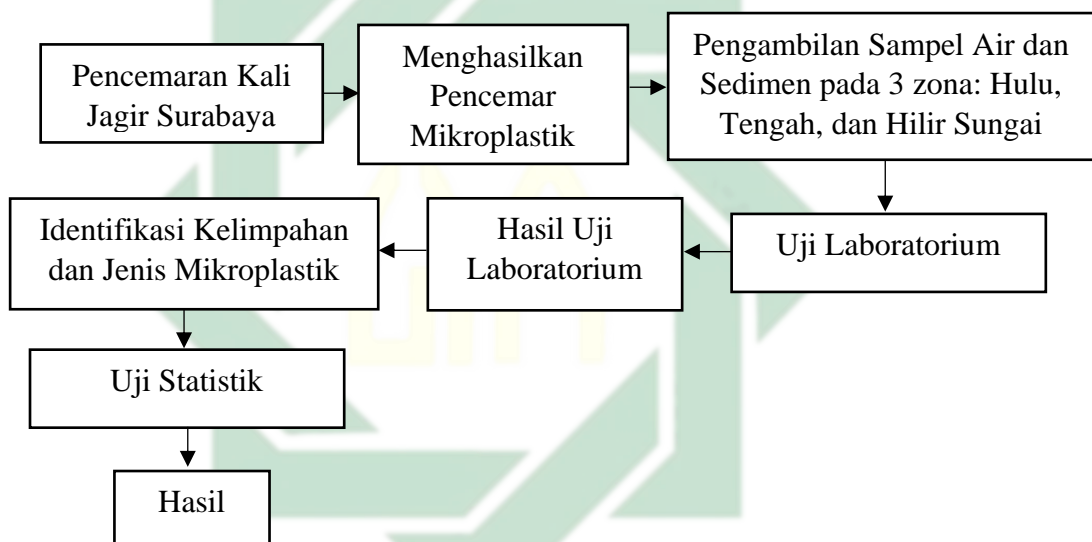 Pencemaran Kali
Jagir Surabaya
Menghasilkan
Pencemar
Mikroplastik
Pengambilan Sampel Air dan
Sedimen pada 3 zona: Hulu,
Tengah, dan Hilir Sungai
Uji Laboratorium
Hasil Uji
Laboratorium
Identifikasi Kelimpahan
dan Jenis Mikroplastik
Uji Statistik
Hasil